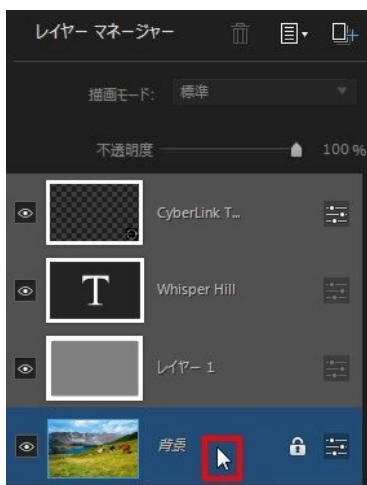 レイヤー マネージャー
描画モード: 標準
不透明度 100 %
CyberLink T...
T
Whisper Hill
レイヤー 1
背景